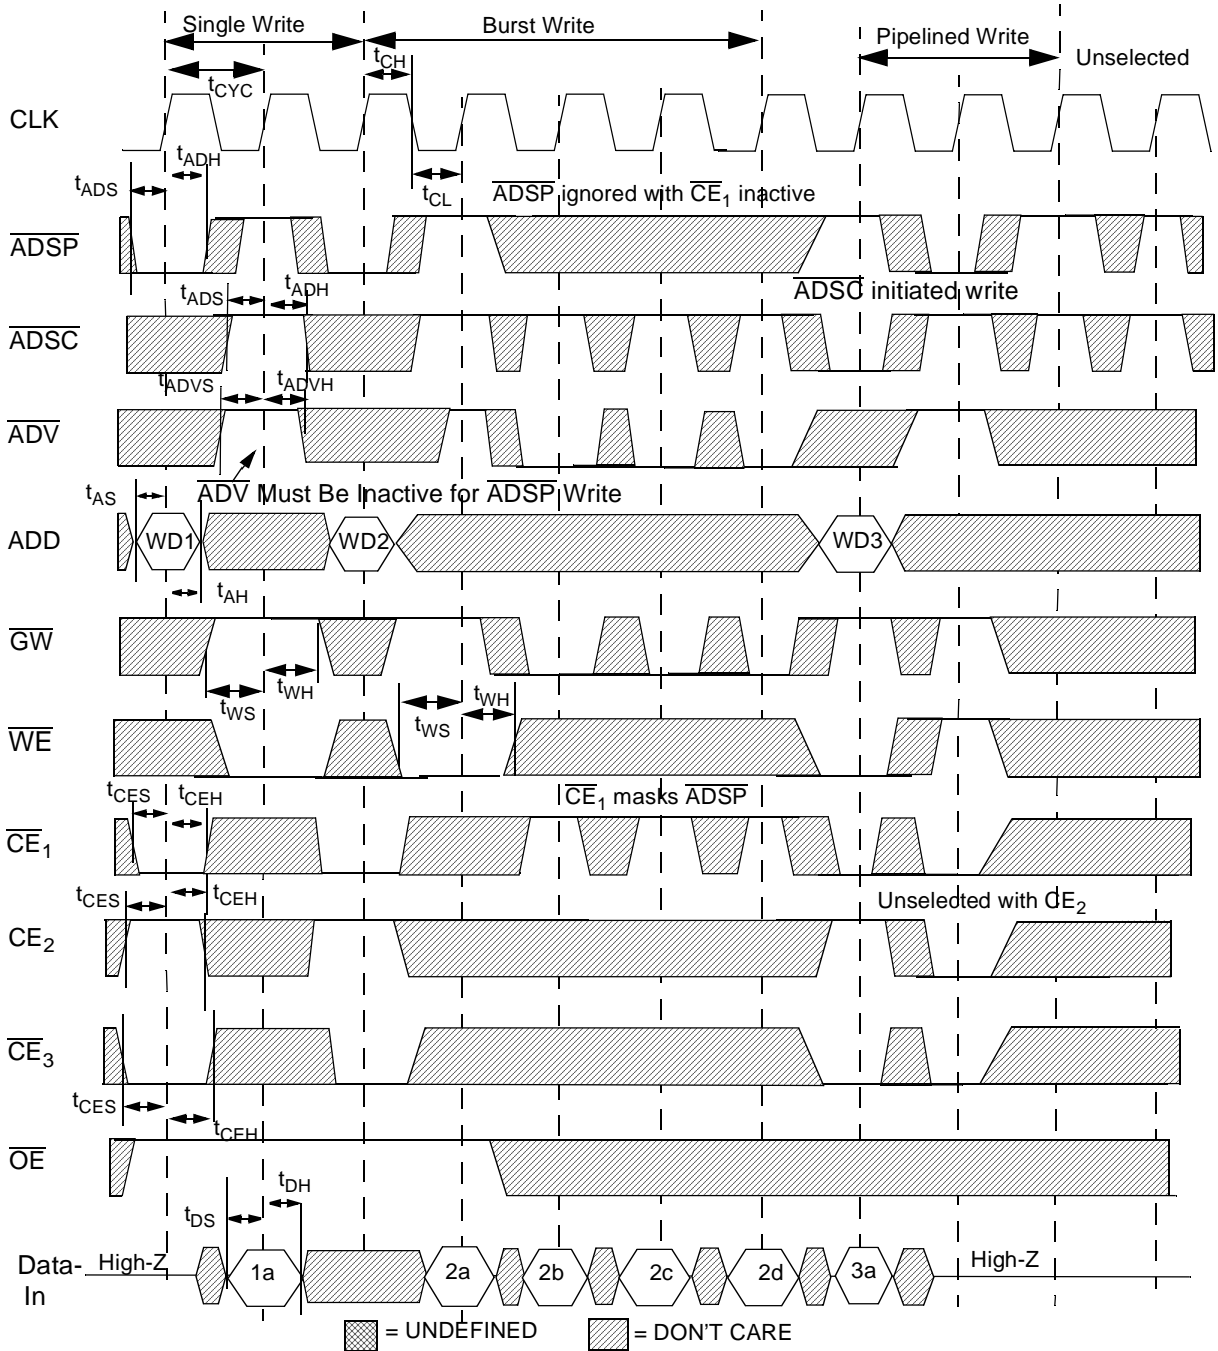 Single Write
Burst Write
Pipelined Write
Unselected
tCH
tCYC
CLK
tADH
tADS
tCL
ADSP ignored with CE1 inactive
ADSP
tADS
tADH
ADSC initiated write
ADSC
tADVS
tADVH
ADV
ADV Must Be Inactive for ADSP Write
tAS
ADD
WD1
WD2
WD3
tAH
GW
tWS
tWH
tWS
tWH
WE
tCES
tCEH
CE1 masks ADSP
CE1
tCES
tCEH
Unselected with CE2
CE2
CE3
tCES
tCEH
OE
tDH
tDS
Data-
In
High-Z
1a
2a
2b
2c
2d
3a
High-Z
= UNDEFINED
= DON'T CARE